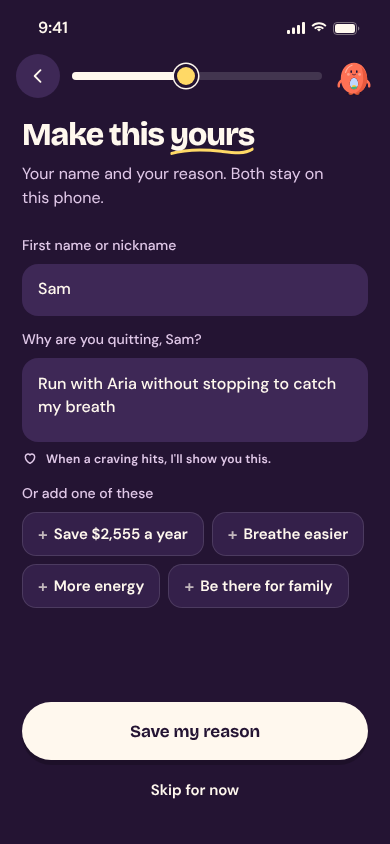 9:41
Make this yours
Your name and your reason. Both stay on
this phone.
First name or nickname
Sam
Why are you quitting, Sam?
Run with Aria without stopping to catch
my breath
When a craving hits, I'll show you this.
Or add one of these
+ Save $2,555 a year
+ Breathe easier
+ More energy
+ Be there for family
Save my reason
Skip for now